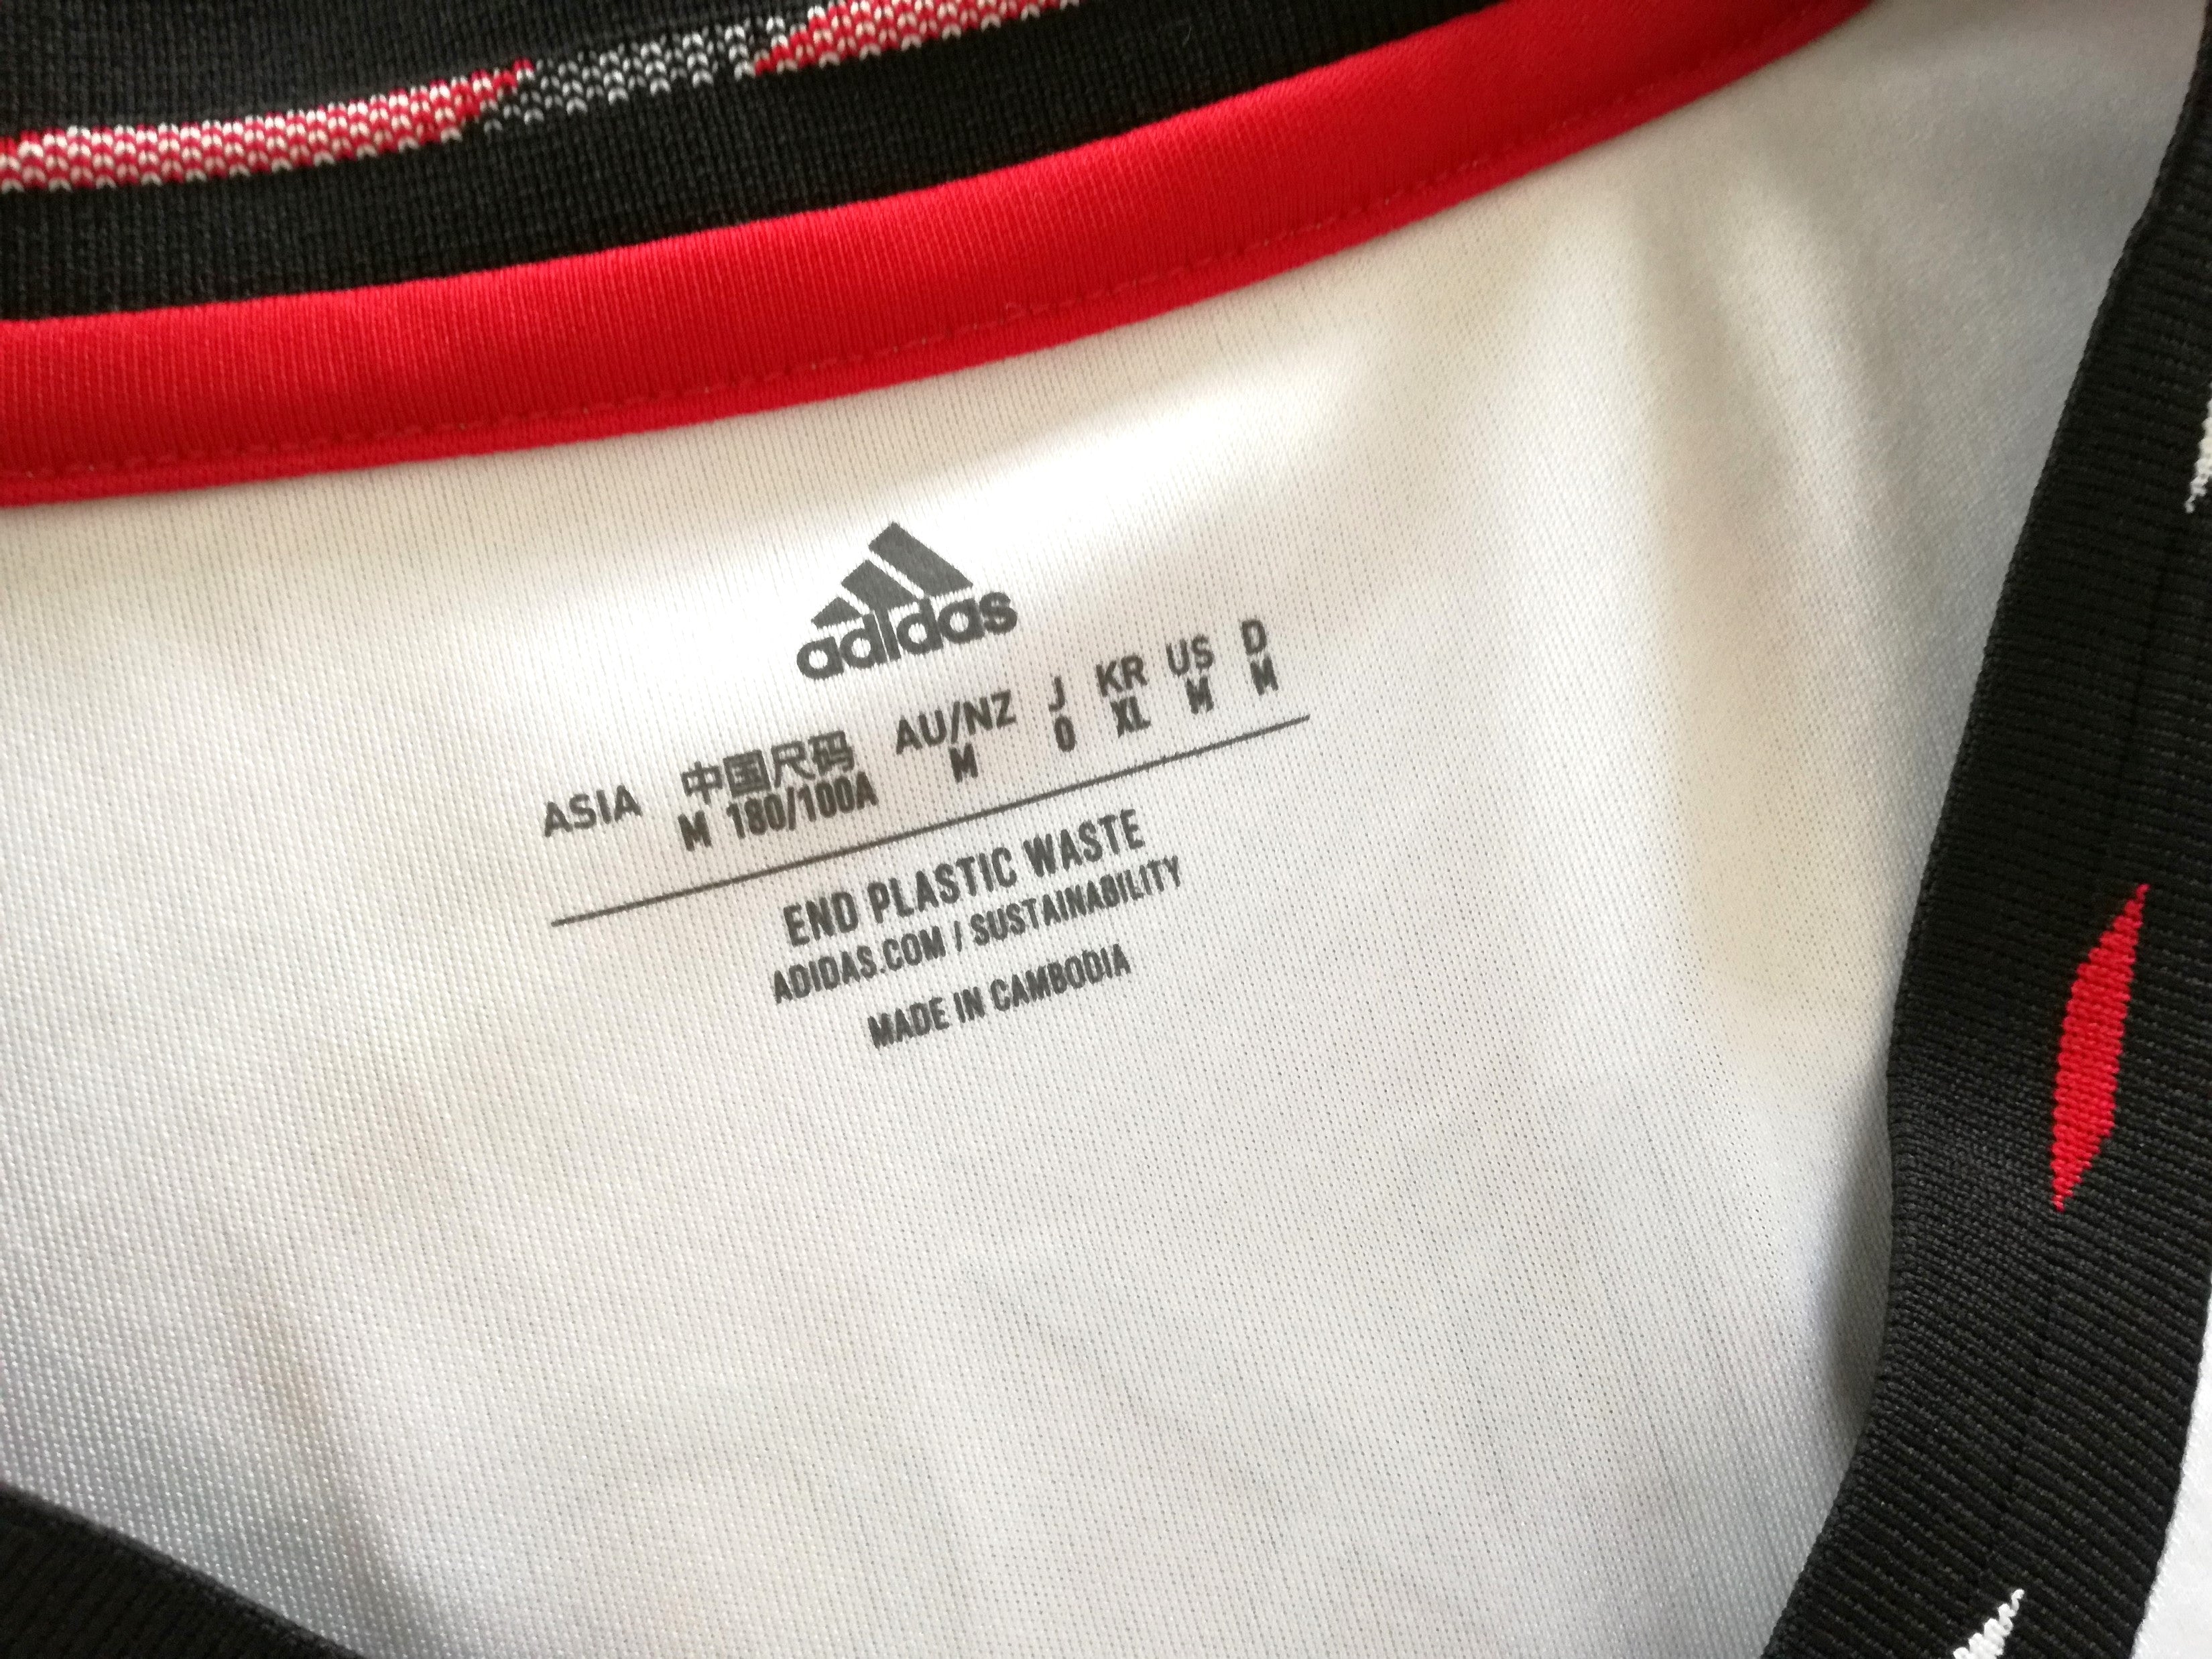 adidas
ASIA 中国尺码 AU/NZ J KR US D
M 180/100A M O XL M M
END PLASTIC WASTE
ADIDAS.COM / SUSTAINABILITY
MADE IN CAMBODIA